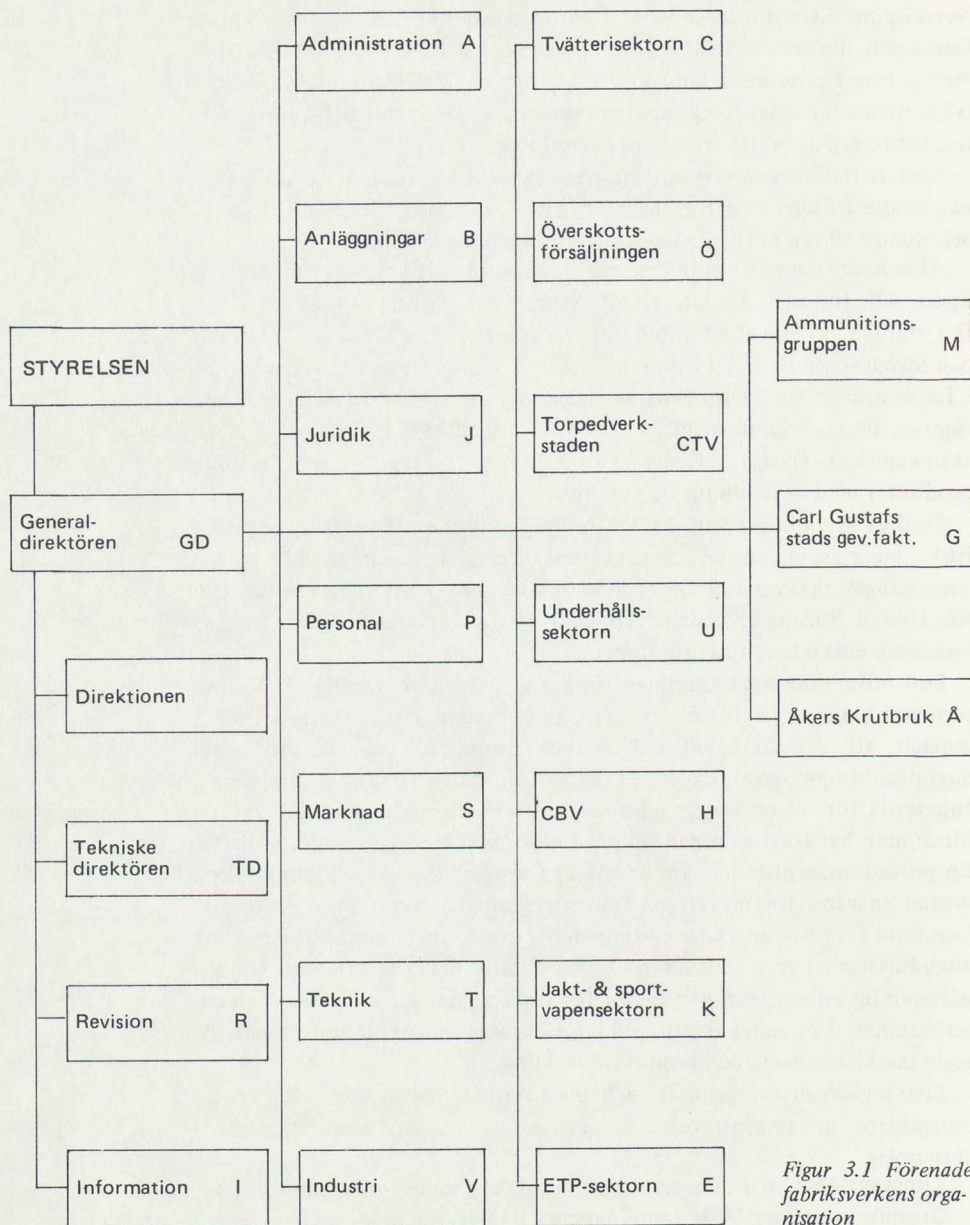 Administration A
Tvätterisektorn C
Anläggningar B
Överskotts-
försäljningen Ö
Ammunitions-
gruppen M
STYRELSEN
Juridik J
Torpedverk-
staden CTV
General-
direktören GD
Carl Gustafs
stads gev.fakt. G
Personal P
Underhålls-
sektorn U
Direktionen
Åkers Krutbruk Å
Marknad S
CBV H
Tekniske
direktören TD
Teknik T
Jakt- & sport-
vapensektorn K
Revision R
Information I
Industri V
ETP-sektorn E
Figur 3.1 Förenade
fabriksverkens orga-
nisation